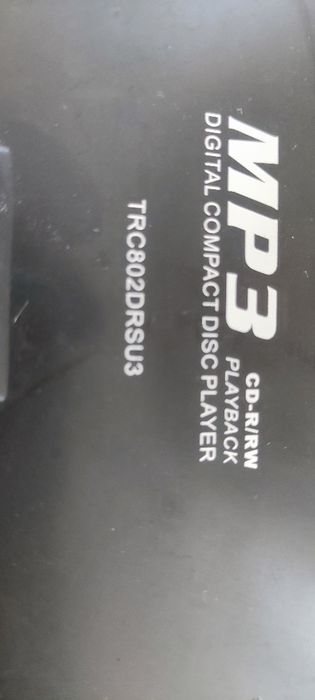 MP3 CD-R/RW
PLAYBACK
DIGITAL COMPACT DISC PLAYER
TRC802DRSU3